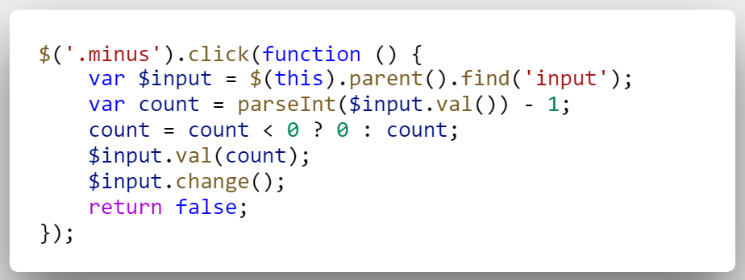 $('.minus').click(function () {
    var $input = $(this).parent().find('input');
    var count = parseInt($input.val()) - 1;
    count = count < 0 ? 0 : count;
    $input.val(count);
    $input.change();
    return false;
});